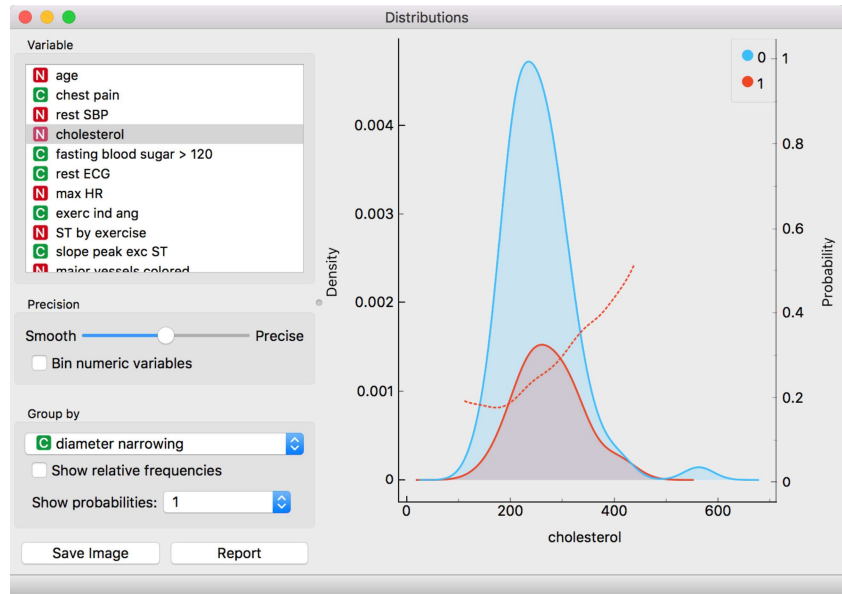 Distributions
Variable
N age
C chest pain
N rest SBP
N cholesterol
C fasting blood sugar > 120
C rest ECG
N max HR
C exerc ind ang
N ST by exercise
C slope peak exc ST
N major vessels colored
Precision
Smooth Precise
Bin numeric variables
Group by
C diameter narrowing
Show relative frequencies
Show probabilities: 1
Save Image Report
Density
0.004
0.003
0.002
0.001
0
0 200 400 600
cholesterol
0
1
1
0.8
0.6
0.4
0.2
0
Probability